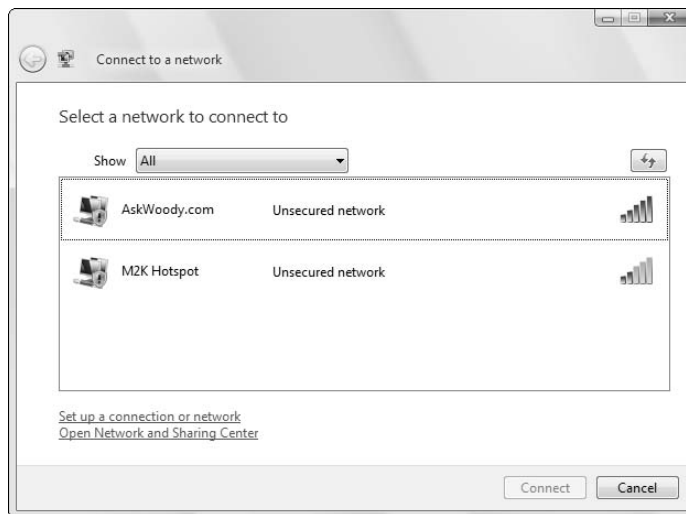 Connect to a network
Select a network to connect to
Show All
AskWoody.com Unsecured network
M2K Hotspot Unsecured network
Set up a connection or network
Open Network and Sharing Center
Connect Cancel